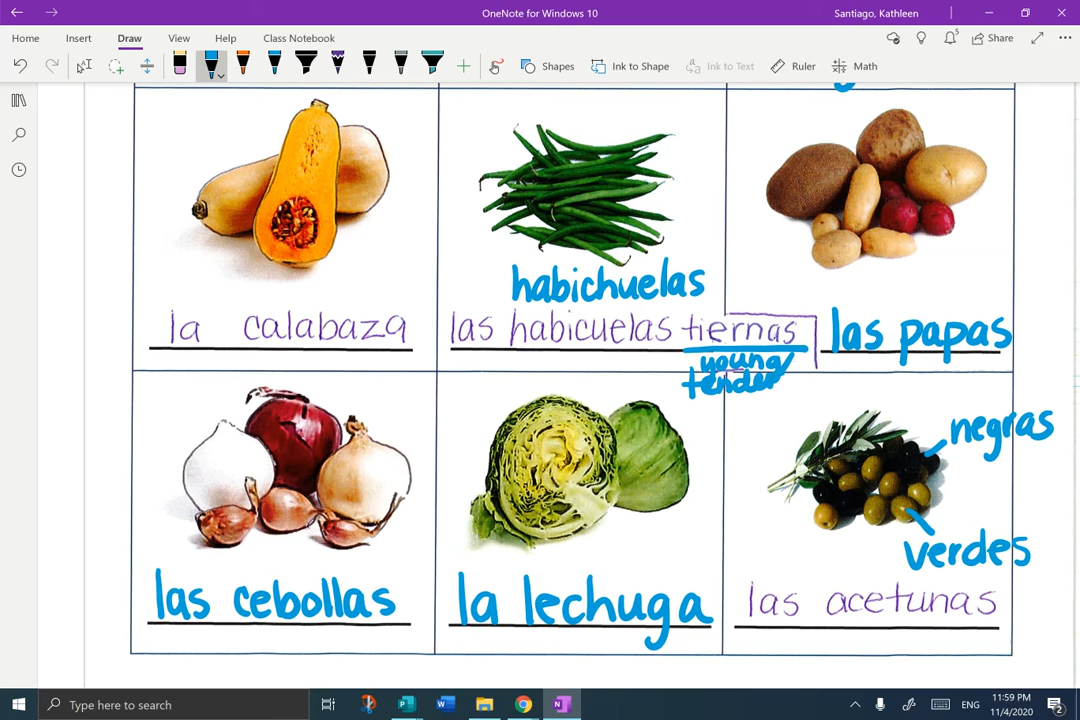 OneNote for Windows 10
Santiago, Kathleen
Home Insert Draw View Help Class Notebook
5 Share
Shapes Ink to Shape Ink to Text Ruler Math
habichuelas
la calabaza
las habicuelas tiernas
las papas
young
tender
negras
verdes
las cebollas
la lechuga
las acetunas
Type here to search
ENG
11:59 PM
11/4/2020
2